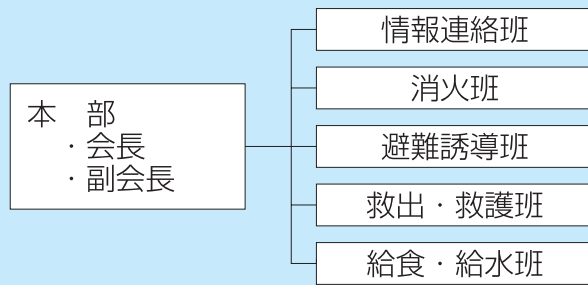 本　部
・会長
・副会長
情報連絡班
消火班
避難誘導班
救出・救護班
給食・給水班